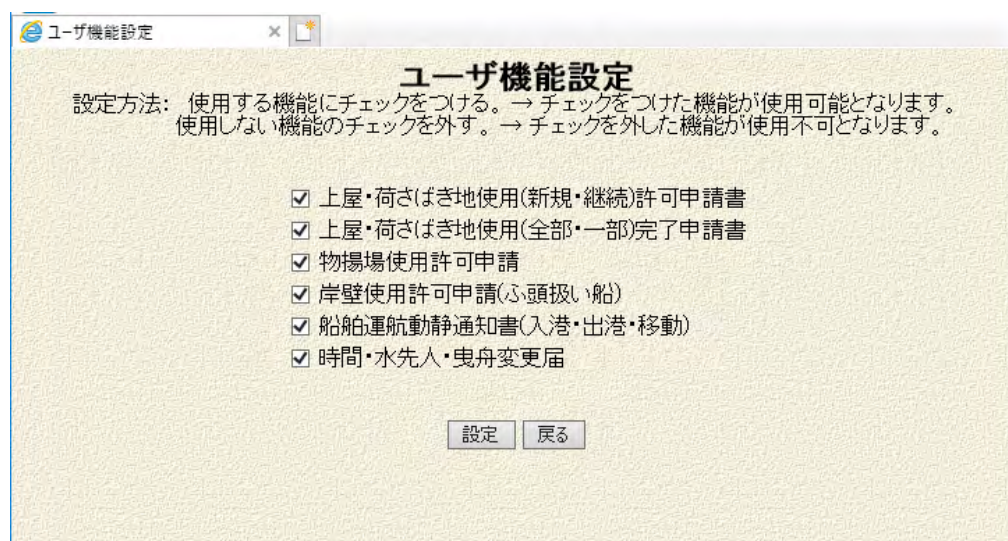 ユーザ機能設定
ユーザ機能設定
設定方法： 使用する機能にチェックをつける。→ チェックをつけた機能が使用可能となります。
使用しない機能のチェックを外す。→ チェックを外した機能が使用不可となります。
上屋・荷さばき地使用(新規・継続)許可申請書
上屋・荷さばき地使用(全部・一部)完了申請書
物揚場使用許可申請
岸壁使用許可申請(ふ頭扱い船)
船舶運航動静通知書(入港・出港・移動)
時間・水先人・曳舟変更届
設定 戻る